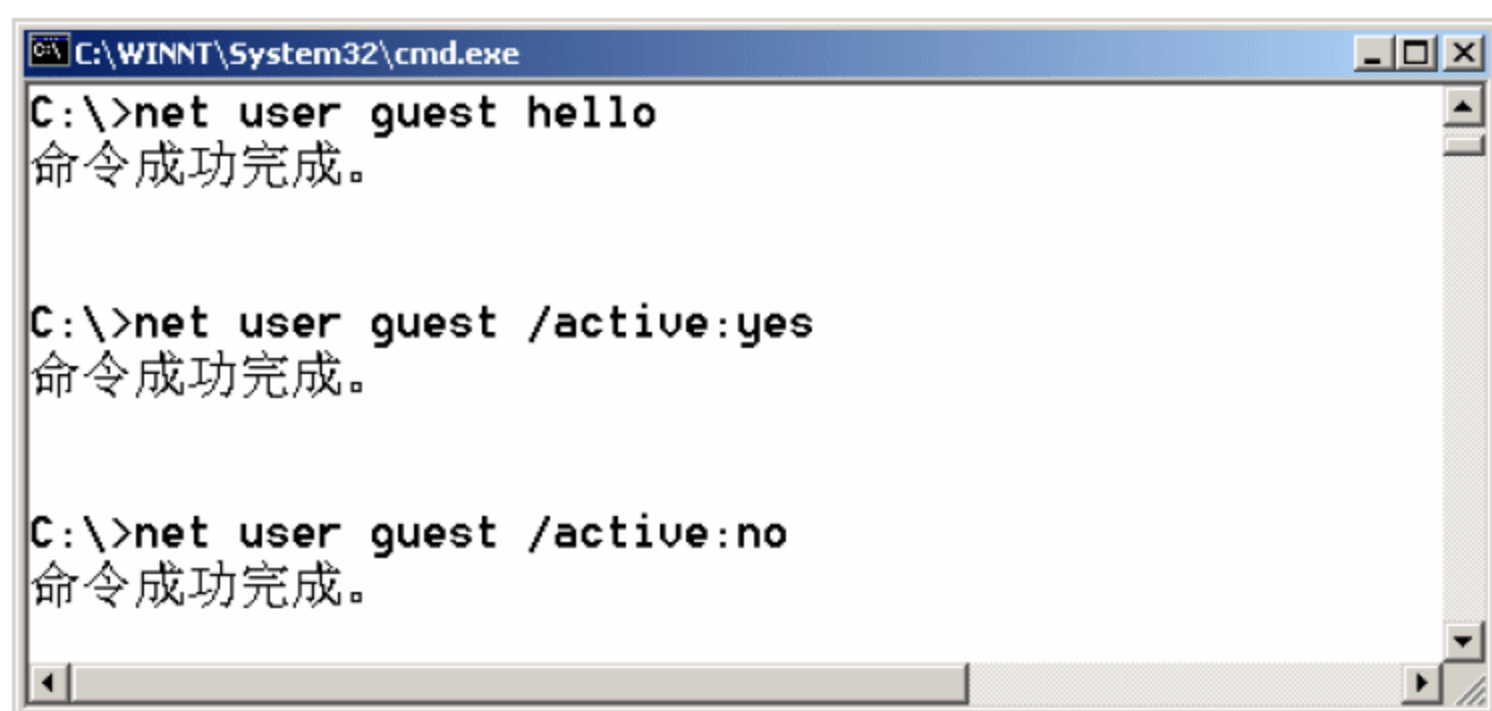 C:\WINNT\System32\cmd.exe
C:\>net user guest hello
命令成功完成。
C:\>net user guest /active:yes
命令成功完成。
C:\>net user guest /active:no
命令成功完成。